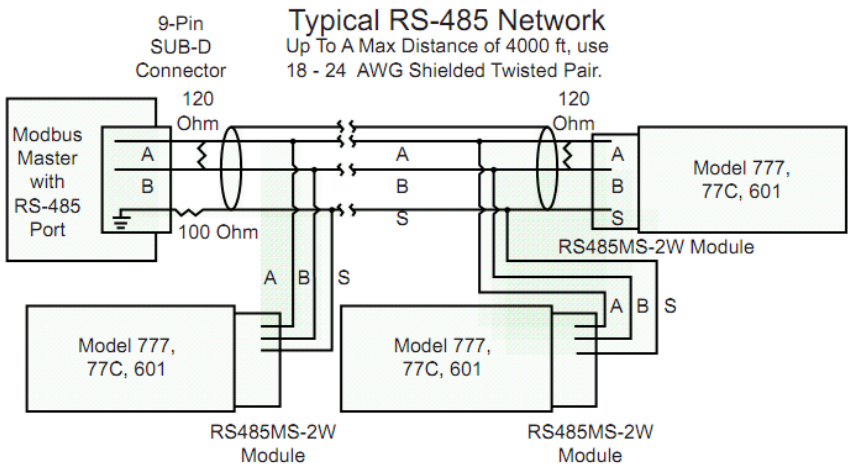 Typical RS-485 Network
Up To A Max Distance of 4000 ft, use
18 - 24 AWG Shielded Twisted Pair.
9-Pin
SUB-D
Connector
120
Ohm
120
Ohm
Modbus
Master
with
RS-485
Port
A
B
A
B
S
A
B
S
Model 777,
77C, 601
100 Ohm
RS485MS-2W Module
A B S
A B S
Model 777,
77C, 601
Model 777,
77C, 601
RS485MS-2W
Module
RS485MS-2W
Module